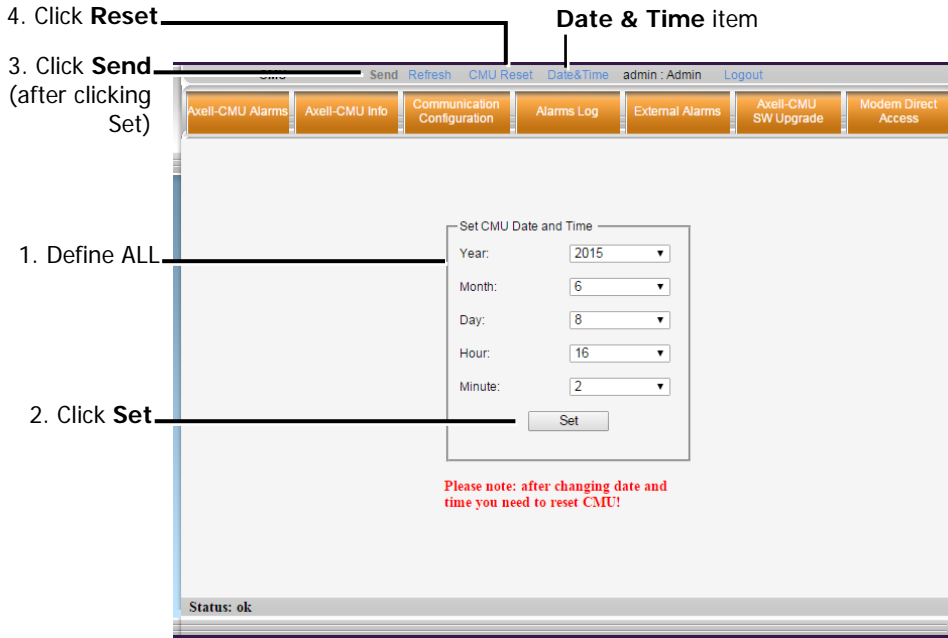 4. Click Reset
Date & Time item
3. Click Send
(after clicking
Set)
CMU Send Refresh CMU Reset Date&Time admin : Admin Logout
Axell-CMU Alarms
Axell-CMU Info
Communication
Configuration
Alarms Log
External Alarms
Axell-CMU
SW Upgrade
Modem Direct
Access
Set CMU Date and Time
1. Define ALL
Year: 2015
Month: 6
Day: 8
Hour: 16
Minute: 2
2. Click Set
Set
Please note: after changing date and
time you need to reset CMU!
Status: ok